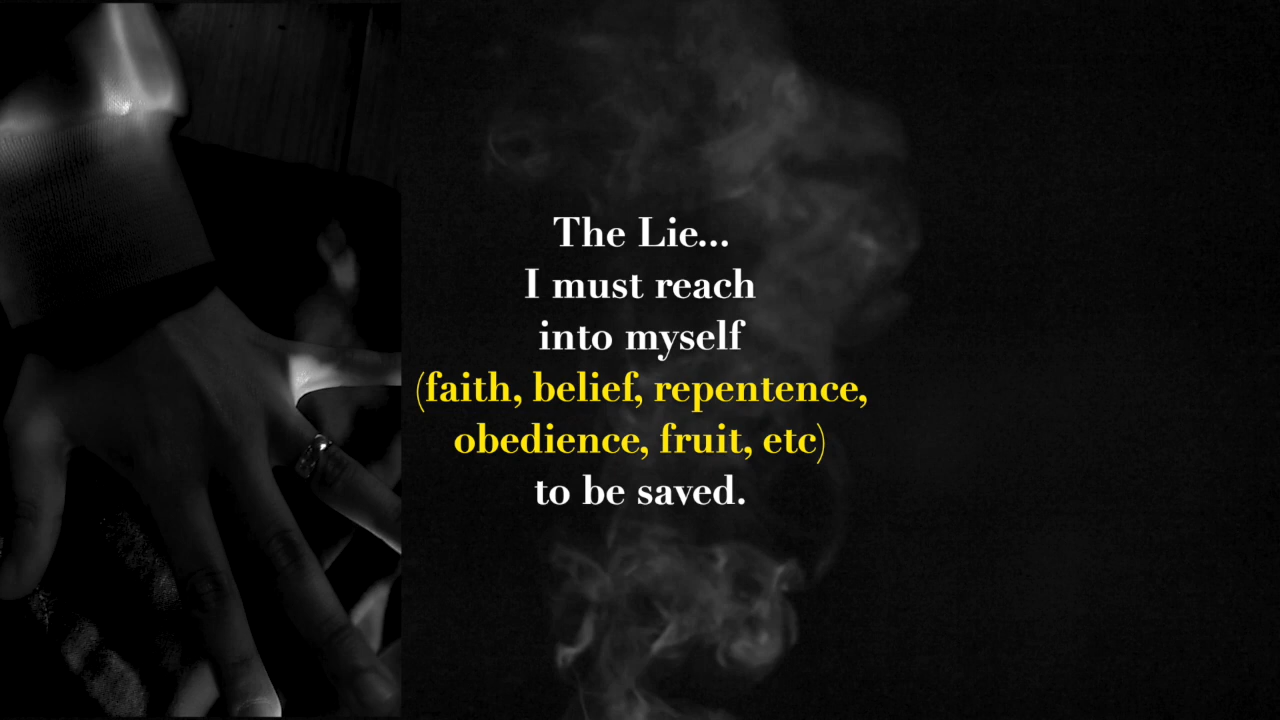 The Lie...
I must reach
into myself
(faith, belief, repentence,
obedience, fruit, etc)
to be saved.